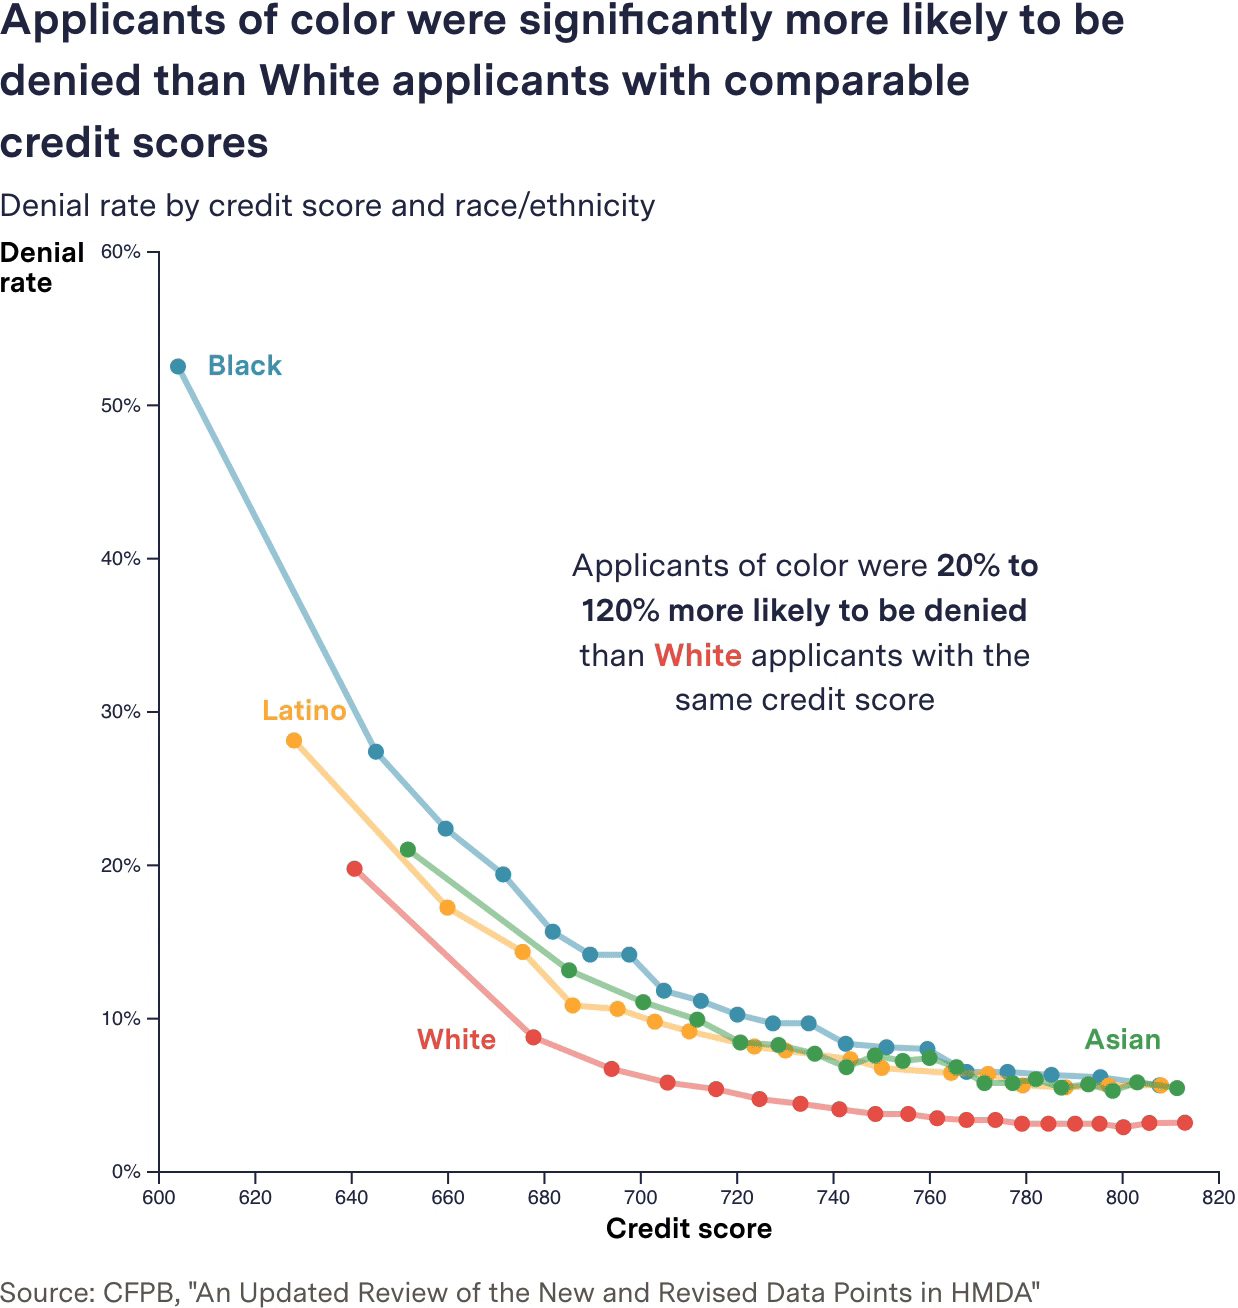 Applicants of color were significantly more likely to be
denied than White applicants with comparable
credit scores
Denial rate by credit score and race/ethnicity
Denial
rate
60%
Black
50%
40%
Applicants of color were 20% to
120% more likely to be denied
than White applicants with the
same credit score
30%
Latino
20%
10%
White
Asian
0%
600 620 640 660 680 700 720 740 760 780 800 820
Credit score
Source: CFPB, "An Updated Review of the New and Revised Data Points in HMDA"